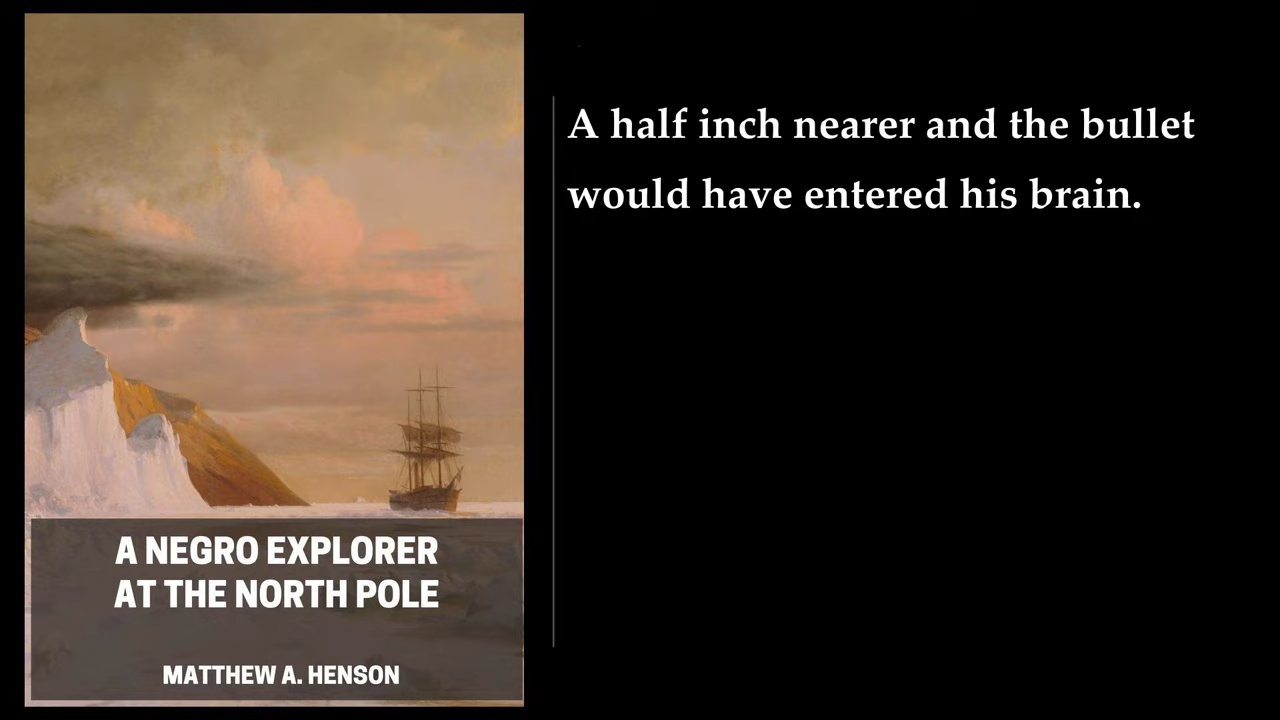 A half inch nearer and the bullet
would have entered his brain.
A NEGRO EXPLORER
AT THE NORTH POLE
MATTHEW A. HENSON